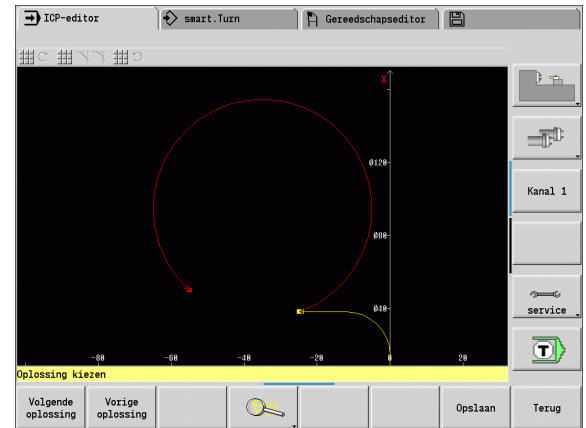 ICP-editor
smart.Turn
Gereedschapseditor
X
Ø120
Ø80
Ø40
-80
-60
-40
-20
0
20
Kanal 1
service
T
Oplossing kiezen
Volgende oplossing
Vorige oplossing
Opslaan
Terug